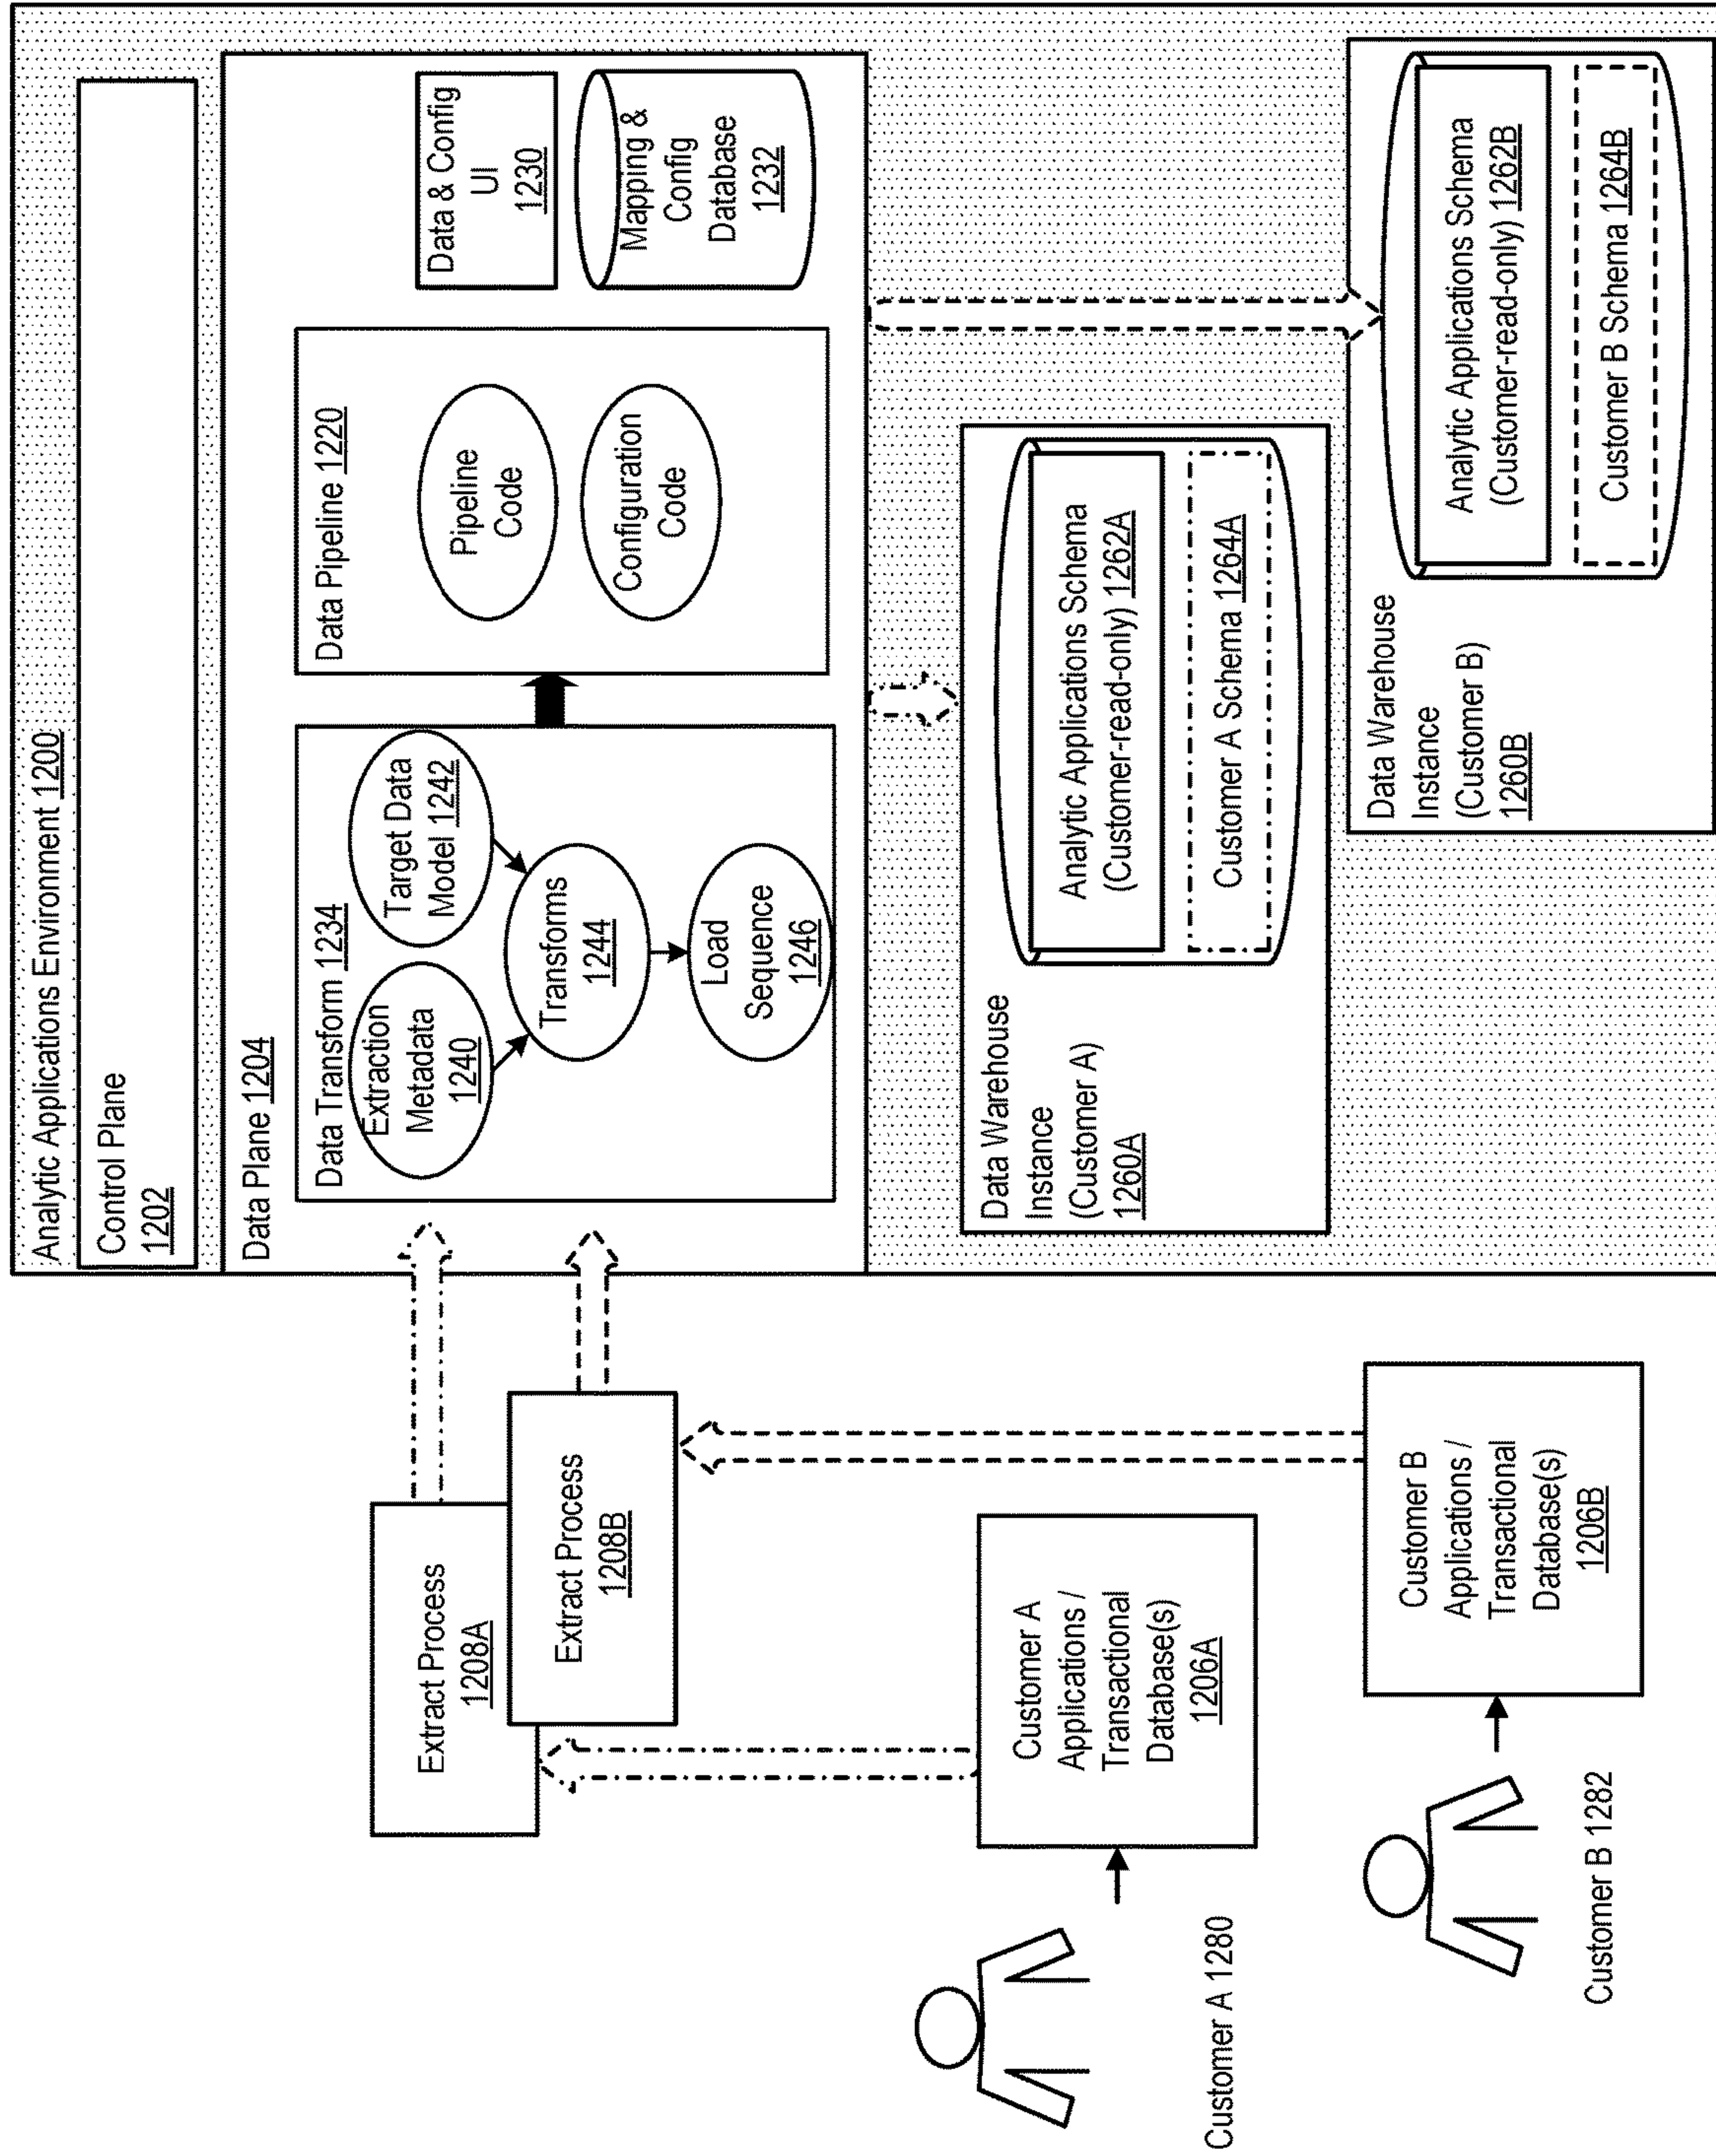 Analytic Applications Environment 1200
Control Plane
1202
Data Plane 1204
Data Transform 1234
Extraction
Metadata
1240
Target Data
Model 1242
Transforms
1244
Load
Sequence
1246
Data Pipeline 1220
Pipeline
Code
Configuration
Code
Data & Config
UI
1230
Mapping &
Config
Database
1232
Extract Process
1208A
Extract Process
1208B
Customer A
Applications /
Transactional
Database(s)
1206A
Customer A 1280
Customer B
Applications /
Transactional
Database(s)
1206B
Customer B 1282
Data Warehouse
Instance
(Customer A)
1260A
Analytic Applications Schema
(Customer-read-only) 1262A
Customer A Schema 1264A
Data Warehouse
Instance
(Customer B)
1260B
Analytic Applications Schema
(Customer-read-only) 1262B
Customer B Schema 1264B